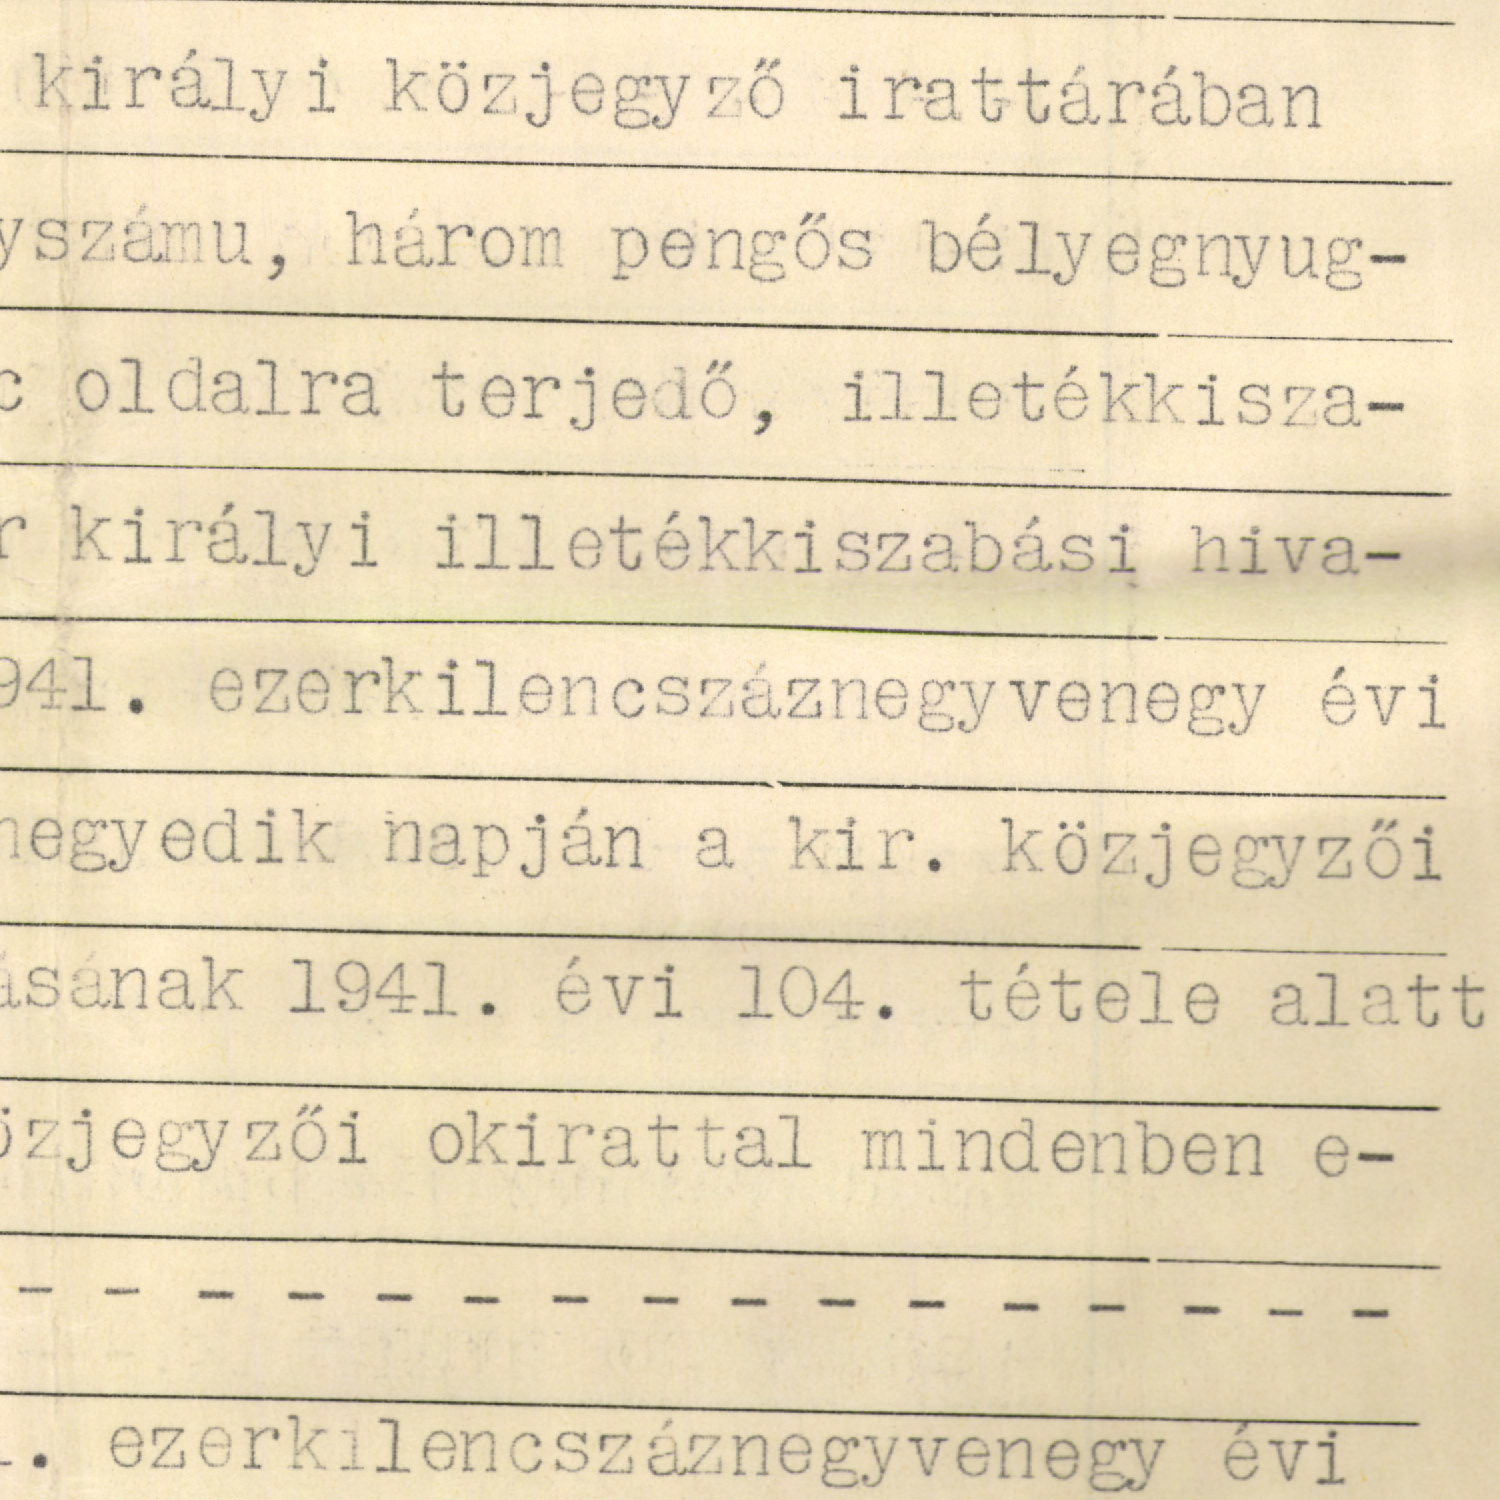 királyi közjegyző irattárában
yszámu, három pengős bélyegnyug-
c oldalra terjedő, illetékkisza-
r királyi illetékkiszabási hiva-
941. ezerkilencszáznegyvenegy évi
negyedik napján a kir. közjegyzői
ásának 1941. évi 104. tétele alatt
özjegyzői okirattal mindenben e-
- - - - - - - - - - - - - - - -
1. ezerkilencszáznegyvenegy évi